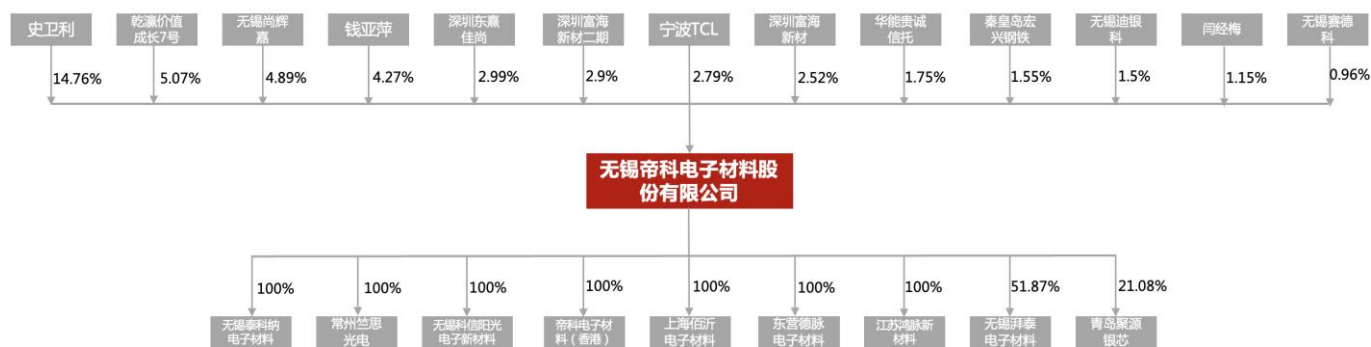 史卫利
乾瀛价值
成长7号
无锡尚辉
嘉
钱亚萍
深圳东熹
佳尚
深圳富海
新材二期
宁波TCL
深圳富海
新材
华能贵诚
信托
秦皇岛宏
兴钢铁
无锡迪银
科
闫经梅
无锡赛德
科
14.76%
5.07%
4.89%
4.27%
2.99%
2.9%
2.79%
2.52%
1.75%
1.55%
1.5%
1.15%
0.96%
无锡帝科电子材料股
份有限公司
100%
100%
100%
100%
100%
100%
100%
51.87%
21.08%
无锡泰科纳
电子材料
常州竺思
光电
无锡科信阳光
电子新材料
帝科电子材
料（香港）
上海佰沂
电子材料
东营德脉
电子材料
江苏鸿脉新
材料
无锡湃泰
电子材料
青岛聚源
银芯